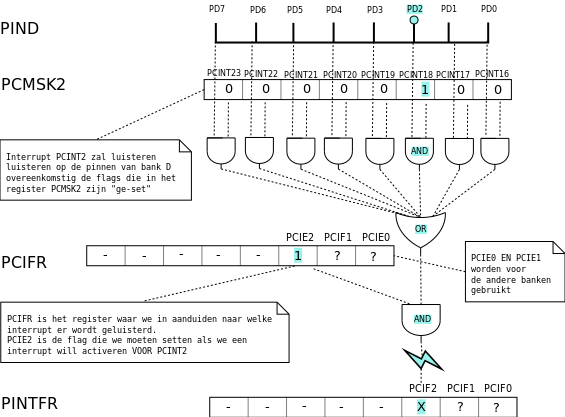 PD7 PD6 PD5 PD4 PD3 PD2 PD1 PD0
PIND
PCINT23 PCINT22 PCINT21 PCINT20 PCINT19 PCINT18 PCINT17 PCINT16
PCMSK2
0 0 0 0 0 1 0 0
AND
Interrupt PCINT2 zal luisteren
luisteren op de pinnen van bank D
overeenkomstig de flags die in het
register PCMSK2 zijn "ge-set"
OR
PCIE2 PCIF1 PCIE0
PCIFR
- - - - - 1 ? ?
PCIE0 EN PCIE1
worden voor
de andere banken
gebruikt
PCIFR is het register waar we in aanduiden naar welke
interrupt er wordt geluisterd.
PCIE2 is de flag die we moeten setten als we een
interrupt will activeren VOOR PCINT2
AND
PCIF2 PCIF1 PCIF0
PINTFR
- - - - - X ? ?